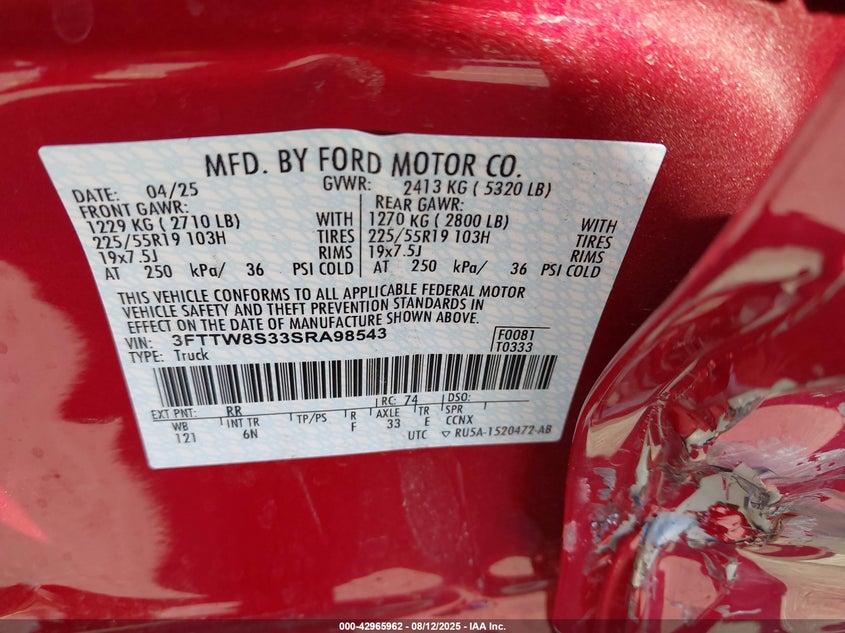 MFD. BY FORD MOTOR CO.
DATE: 04/25 GVWR: 2413 KG ( 5320 LB)
FRONT GAWR: REAR GAWR:
1229 KG ( 2710 LB) WITH 1270 KG ( 2800 LB) WITH
225/55R19 103H TIRES 225/55R19 103H TIRES
19x7.5J RIMS 19x7.5J RIMS
AT 250 kPa/ 36 PSI COLD AT 250 kPa/ 36 PSI COLD
THIS VEHICLE CONFORMS TO ALL APPLICABLE FEDERAL MOTOR
VEHICLE SAFETY AND THEFT PREVENTION STANDARDS IN
EFFECT ON THE DATE OF MANUFACTURE SHOWN ABOVE.
VIN: 3FTTW8S33SRA98543 F0081
TYPE: Truck T0333
EXT PNT: RR RC: 74 DSO:
WB INT TR TP/PS R AXLE TR SPR
121 6N F 33 E CCNX
UTC ▽ RU5A-1520472-AB
000-42965962 - 08/12/2025 - IAA Inc.